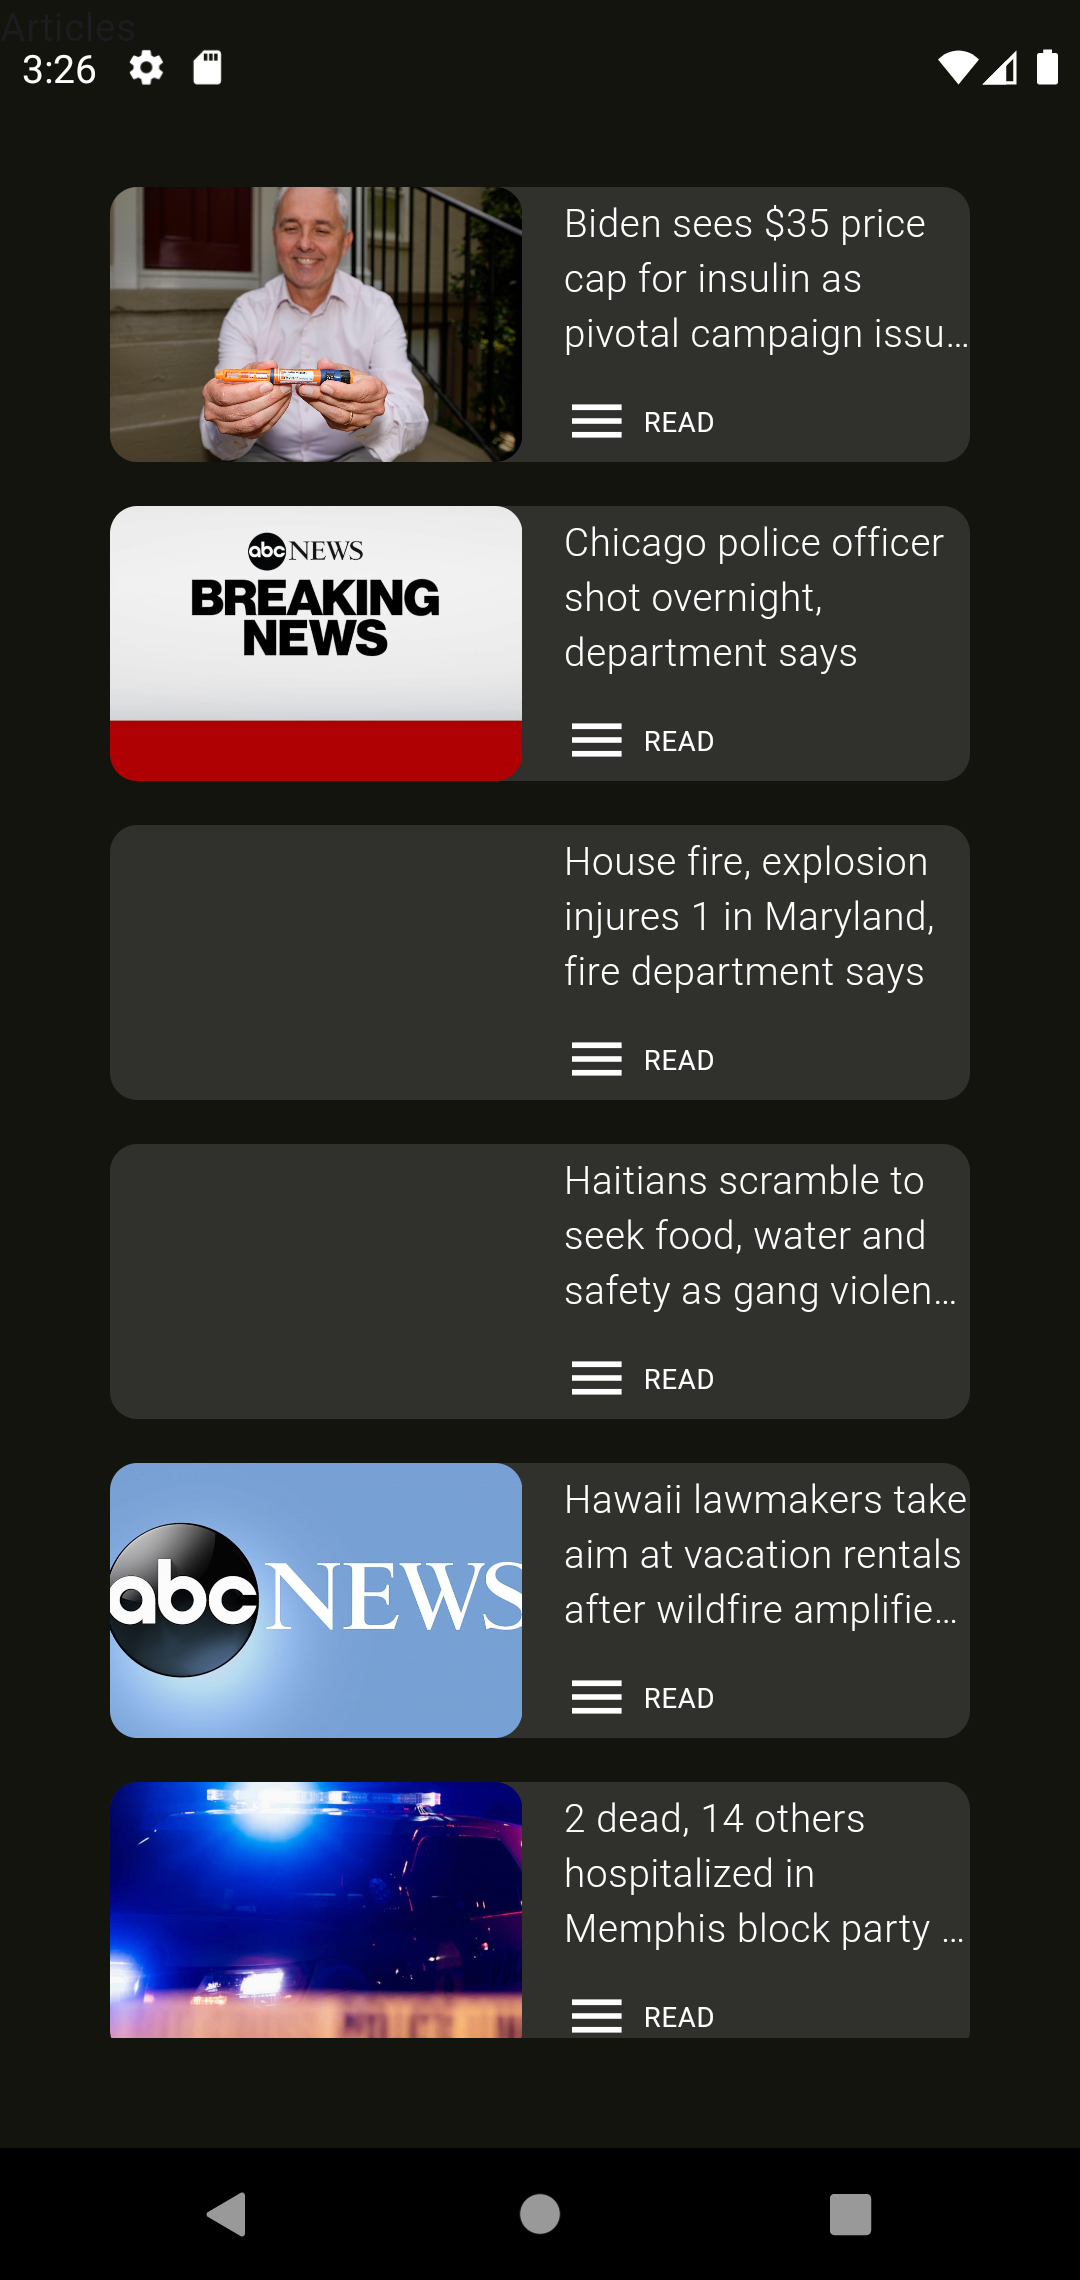 Articles
3:26
Biden sees $35 price
cap for insulin as
pivotal campaign issu...
READ
abc NEWS
BREAKING
NEWS
Chicago police officer
shot overnight,
department says
READ
House fire, explosion
injures 1 in Maryland,
fire department says
READ
Haitians scramble to
seek food, water and
safety as gang violen...
READ
abc NEWS
Hawaii lawmakers take
aim at vacation rentals
after wildfire amplifie...
READ
2 dead, 14 others
hospitalized in
Memphis block party ...
READ